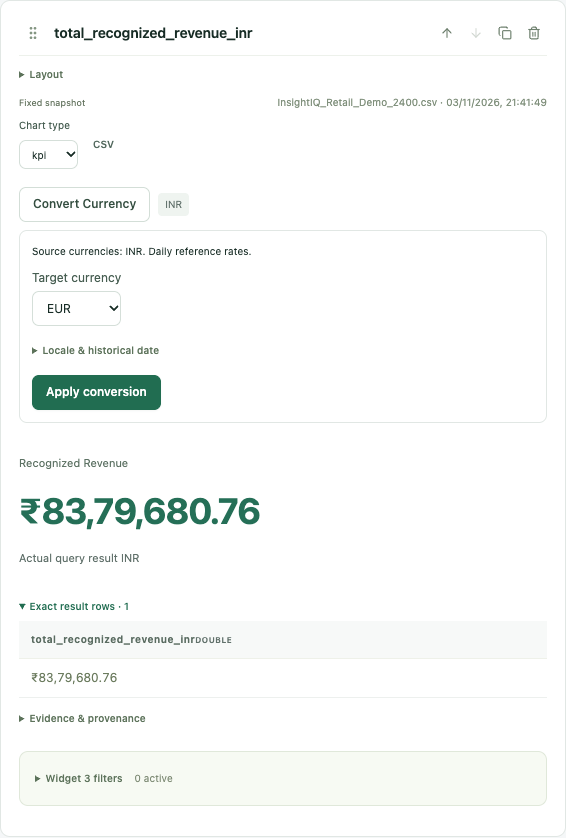 total_recognized_revenue_inr
Layout
Fixed snapshot
InsightIQ_Retail_Demo_2400.csv · 03/11/2026, 21:41:49
Chart type
kpi
CSV
Convert Currency
INR
Source currencies: INR. Daily reference rates.
Target currency
EUR
Locale & historical date
Apply conversion
Recognized Revenue
₹83,79,680.76
Actual query result INR
Exact result rows · 1
total_recognized_revenue_inrDOUBLE
₹83,79,680.76
Evidence & provenance
Widget 3 filters 0 active